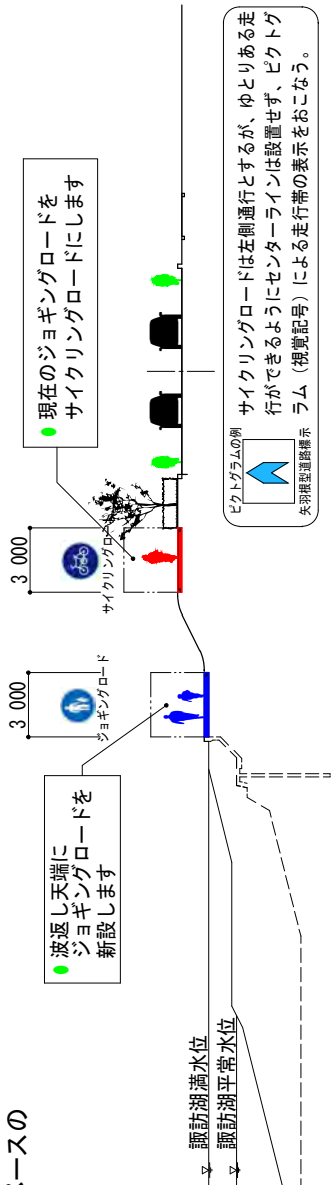 ースの
波返し天端に
ジョギングロードを
新設します
3 000
ジョギングロード
3 000
サイクリングロー
現在のジョギングロードを
サイクリングロードにします
諏訪湖満水位
諏訪湖平常水位
ピクトグラムの例
矢羽根型道路標示
サイクリングロードは左側通行とするが、ゆとりある走
行ができるようにセンターラインは設置せず、ピクトグ
ラム（視覚記号）による走行帯の表示をおこなう。